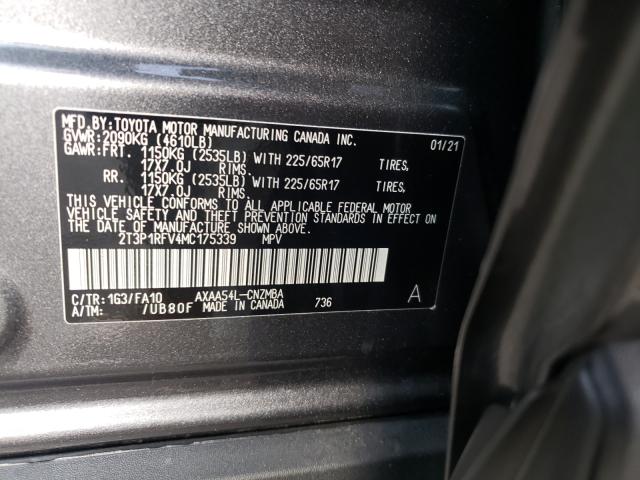 MFD.BY:TOYOTA MOTOR MANUFACTURING CANADA INC.
GVWR:2090KG (4610LB) 01/21
GAWR:FRT. 1150KG (2535LB) WITH 225/65R17 TIRES,
17X7.0J RIMS.
RR. 1150KG (2535LB) WITH 225/65R17 TIRES,
17X7.0J RIMS.
THIS VEHICLE CONFORMS TO ALL APPLICABLE FEDERAL MOTOR
VEHICLE SAFETY AND THEFT PREVENTION STANDARDS IN EFFECT ON
THE DATE OF MANUFACTURE SHOWN ABOVE.
2T3P1RFV4MC175339 MPV
C/TR:1G3/FA10 AXAA54L-CNZMBA A
A/TM: /UB80F MADE IN CANADA 736